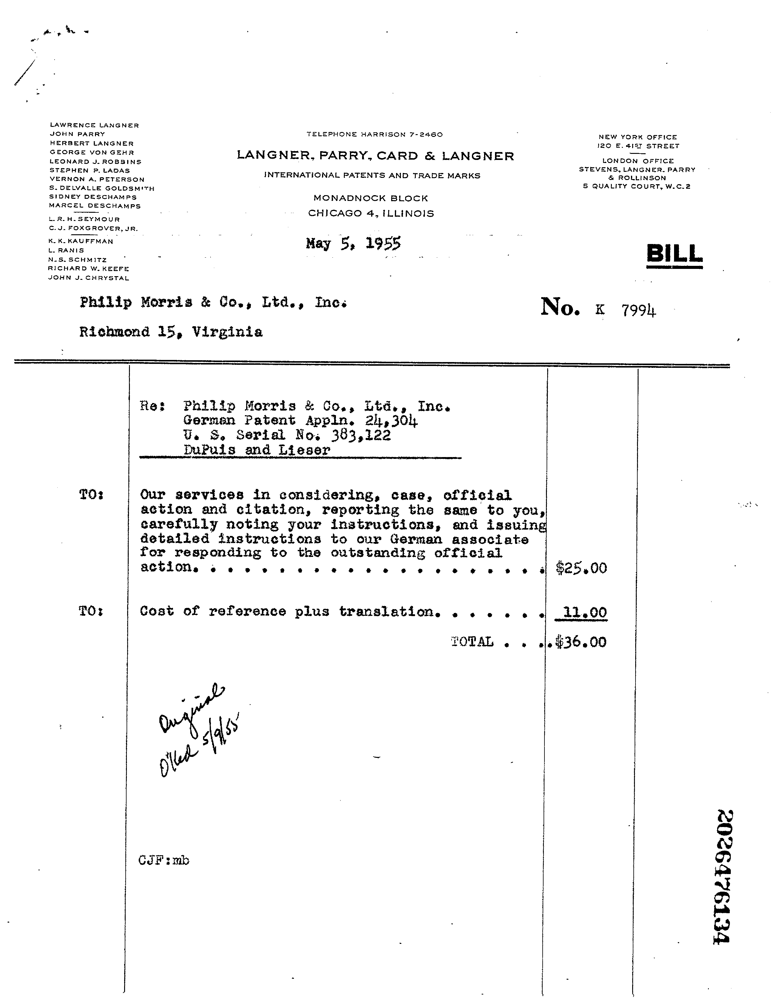 LAWRENCE LANGNER
JOHN PARRY
HERBERT LANGNER
GEORGE VON GEHR
LEONARD J. ROBBINS
STEPHEN P. LADAS
VERNON A. PETERSON
S. DELVALLE GOLDSMITH
SIDNEY DESCHAMPS
MARCEL DESCHAMPS
L. R. H. SEYMOUR
C. J. FOXGROVER, JR.
K. K. KAUFFMAN
L. RANIS
N. S. SCHMITZ
RICHARD W. KEEFE
JOHN J. CHRYSTAL
TELEPHONE HARRISON 7-2460
LANGNER, PARRY, CARD & LANGNER
INTERNATIONAL PATENTS AND TRADE MARKS
MONADNOCK BLOCK
CHICAGO 4, ILLINOIS
May 5, 1955
NEW YORK OFFICE
120 E. 41ST STREET
LONDON OFFICE
STEVENS, LANGNER, PARRY
& ROLLINSON
5 QUALITY COURT, W.C.2
BILL
Philip Morris & Co., Ltd., Inc.
No. K 7994
Richmond 15, Virginia
Re: Philip Morris & Co., Ltd., Inc.
German Patent Appln. 24,304
U. S. Serial No. 383,122
DuPuis and Lieser
TO: Our services in considering, case, official
action and citation, reporting the same to you,
carefully noting your instructions, and issuing
detailed instructions to our German associate
for responding to the outstanding official
action. . . . . . . . . . . . . . . . . . . . $25.00
TO: Cost of reference plus translation. . . . . . . 11.00
TOTAL . . . . $36.00
Original
O'Ked 5/9/55
CJF:mb
2026476134